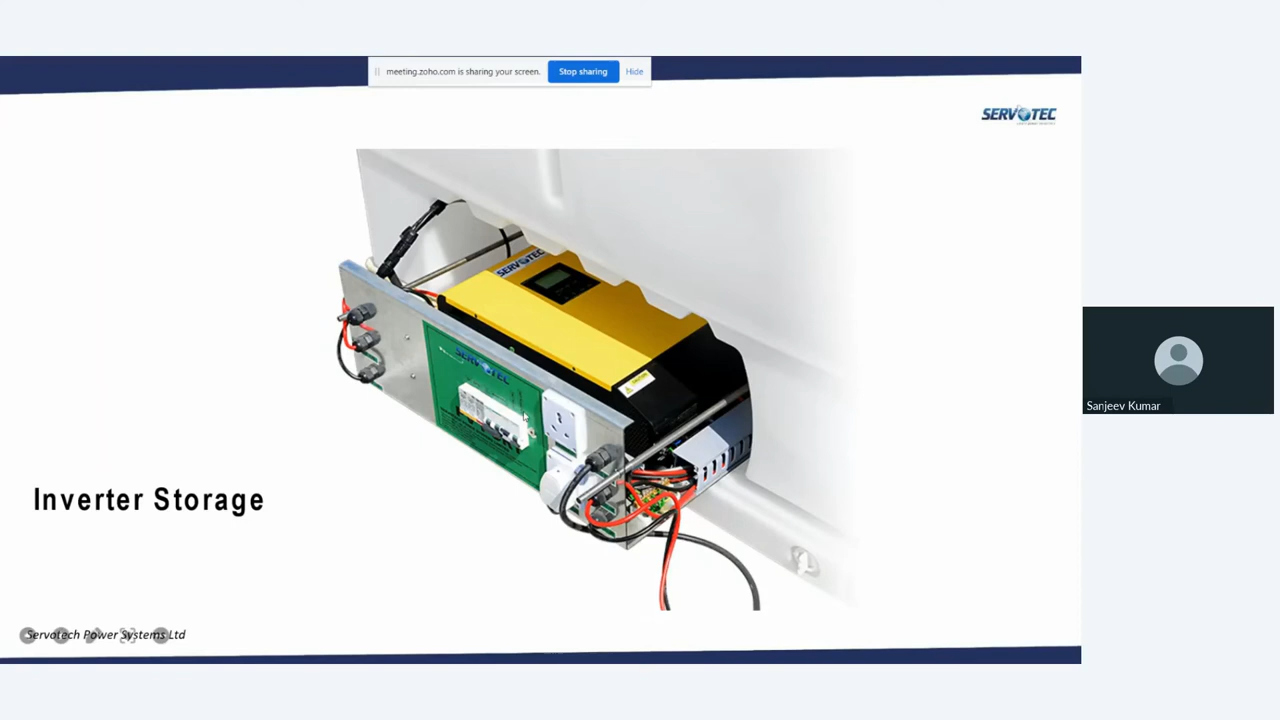 meeting.zoho.com is sharing your screen.
Stop sharing
Hide
SERVOTEC
SERVOTEC
SERVOTEC
Sanjeev Kumar
Inverter Storage
Servotech Power Systems Ltd